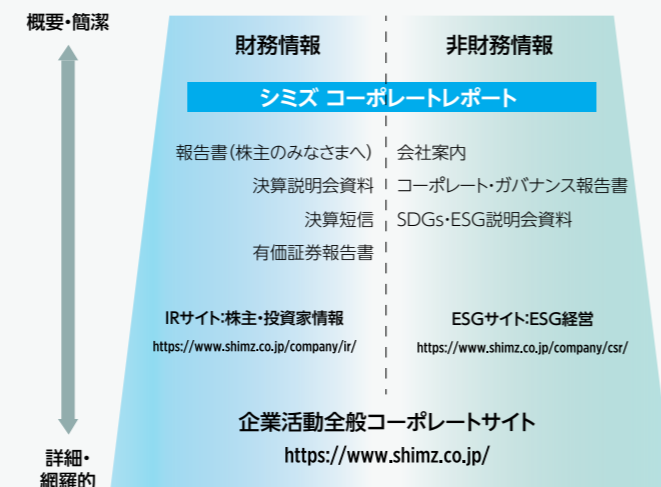 概要・簡潔
財務情報
非財務情報
シミズ コーポレートレポート
報告書(株主のみなさまへ)
会社案内
決算説明会資料
コーポレート・ガバナンス報告書
決算短信
SDGs・ESG説明会資料
有価証券報告書
IRサイト:株主・投資家情報
https://www.shimz.co.jp/company/ir/
ESGサイト:ESG経営
https://www.shimz.co.jp/company/csr/
企業活動全般コーポレートサイト
https://www.shimz.co.jp/
詳細・
網羅的